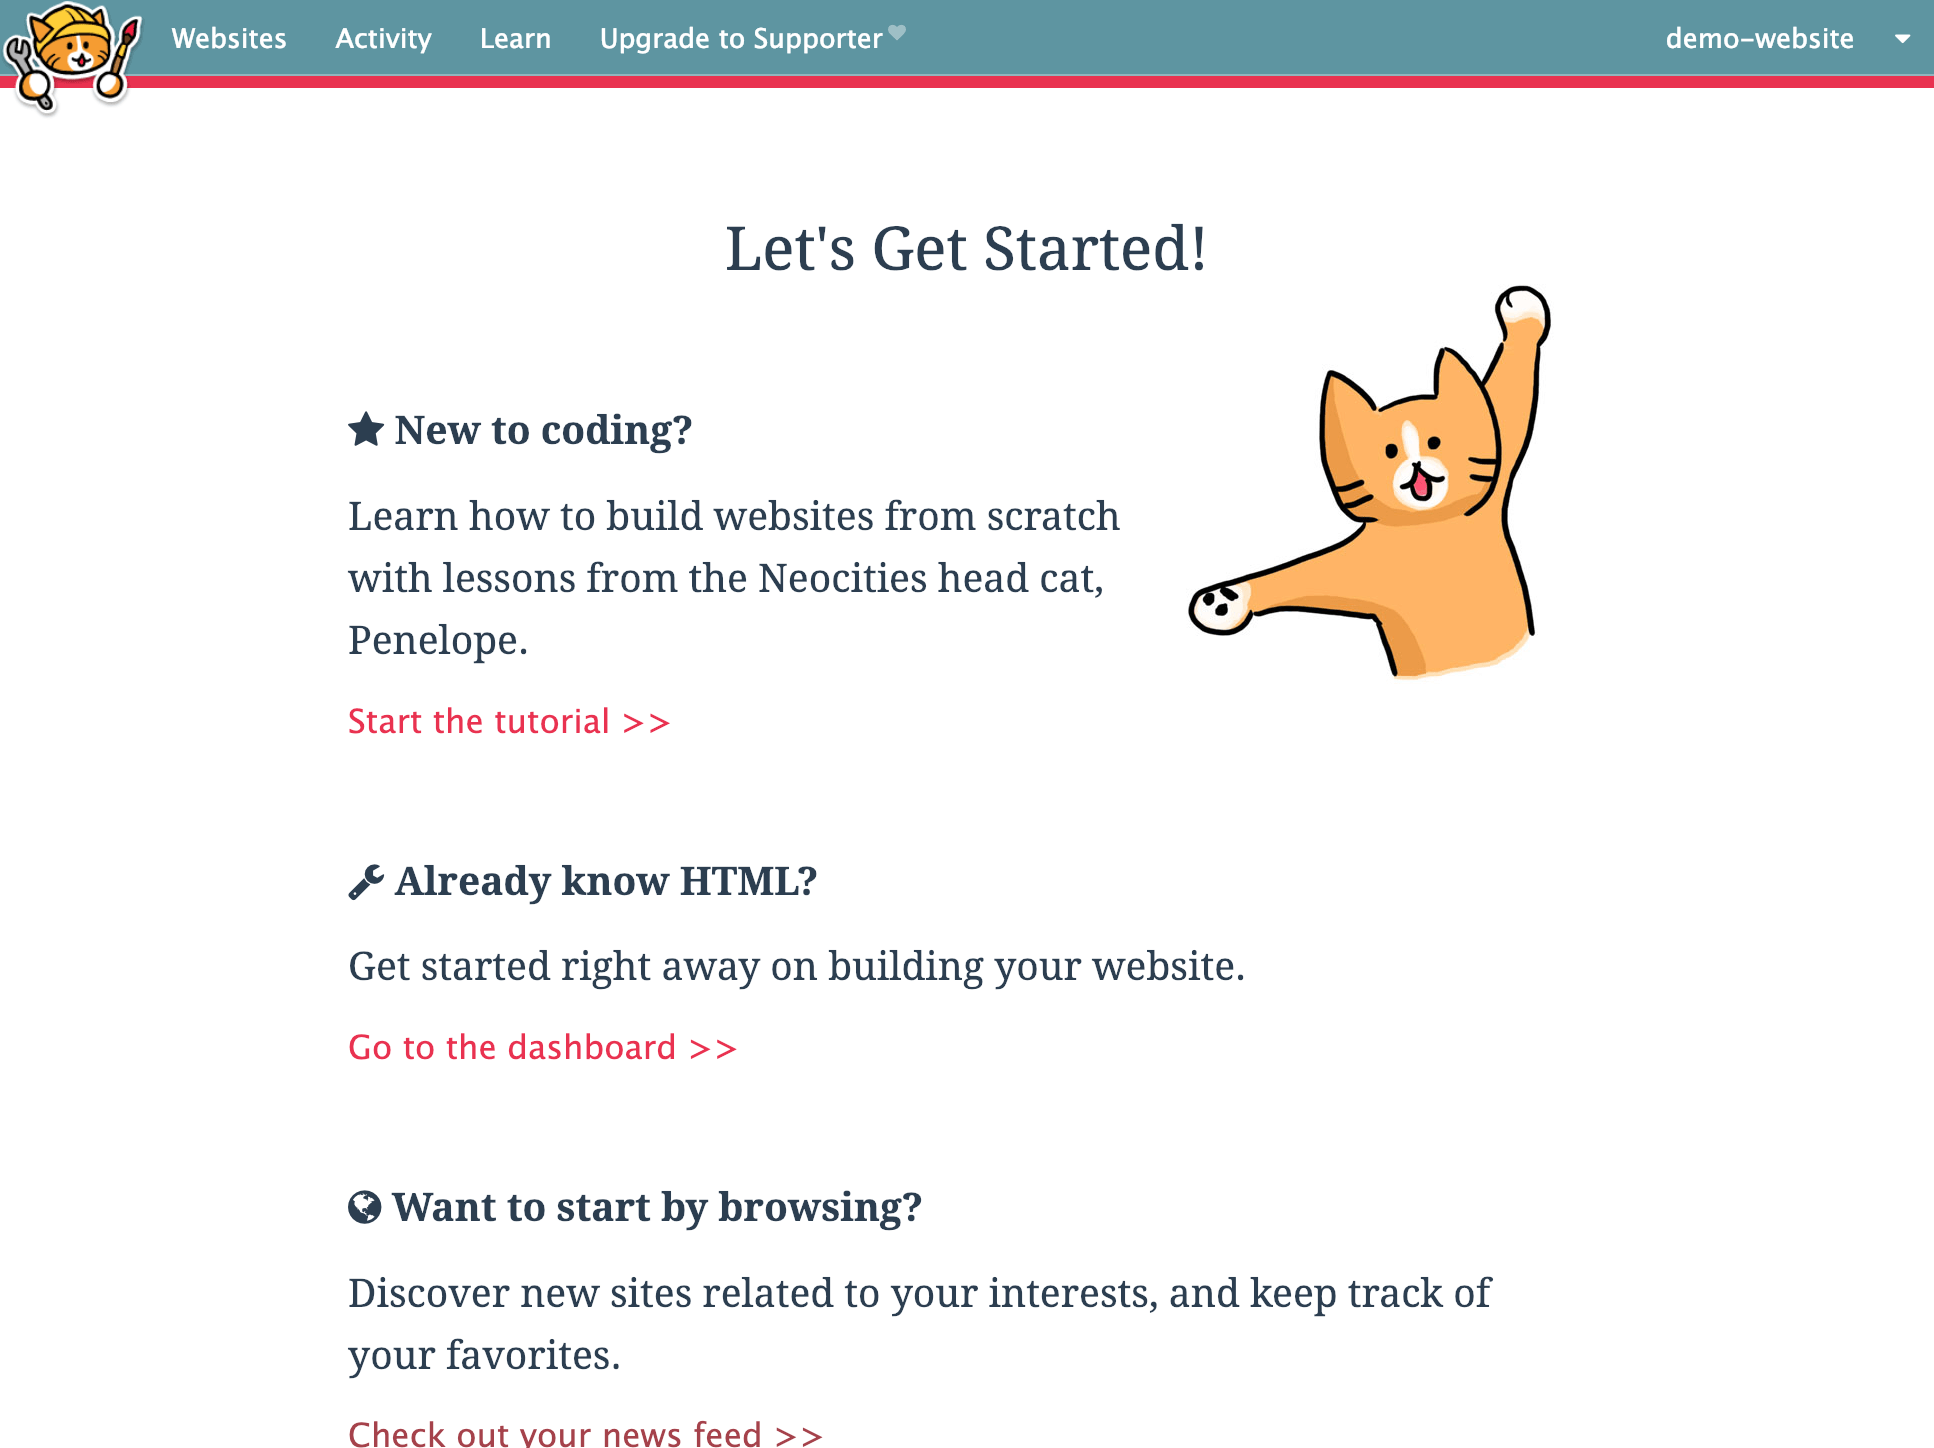 Websites Activity Learn Upgrade to Supporter demo-website
Let's Get Started!
New to coding?
Learn how to build websites from scratch
with lessons from the Neocities head cat,
Penelope.
Start the tutorial >>
Already know HTML?
Get started right away on building your website.
Go to the dashboard >>
Want to start by browsing?
Discover new sites related to your interests, and keep track of
your favorites.
Check out your news feed >>